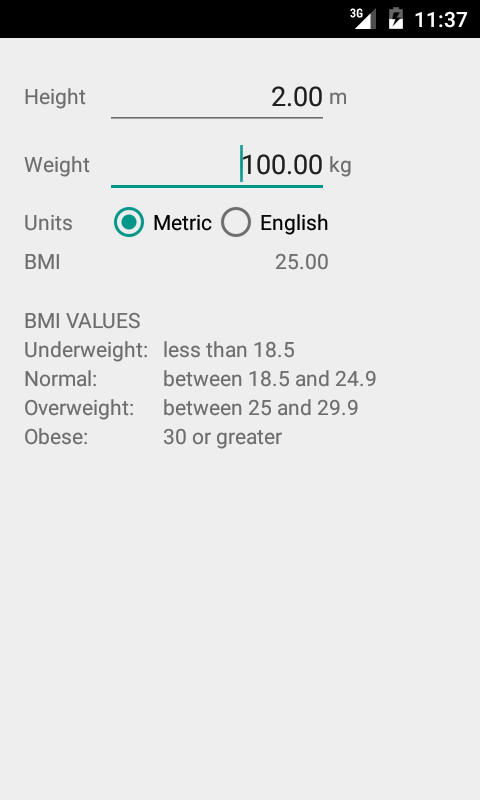 3G 11:37
Height 2.00 m
Weight 100.00 kg
Units Metric English
BMI 25.00
BMI VALUES
Underweight: less than 18.5
Normal: between 18.5 and 24.9
Overweight: between 25 and 29.9
Obese: 30 or greater